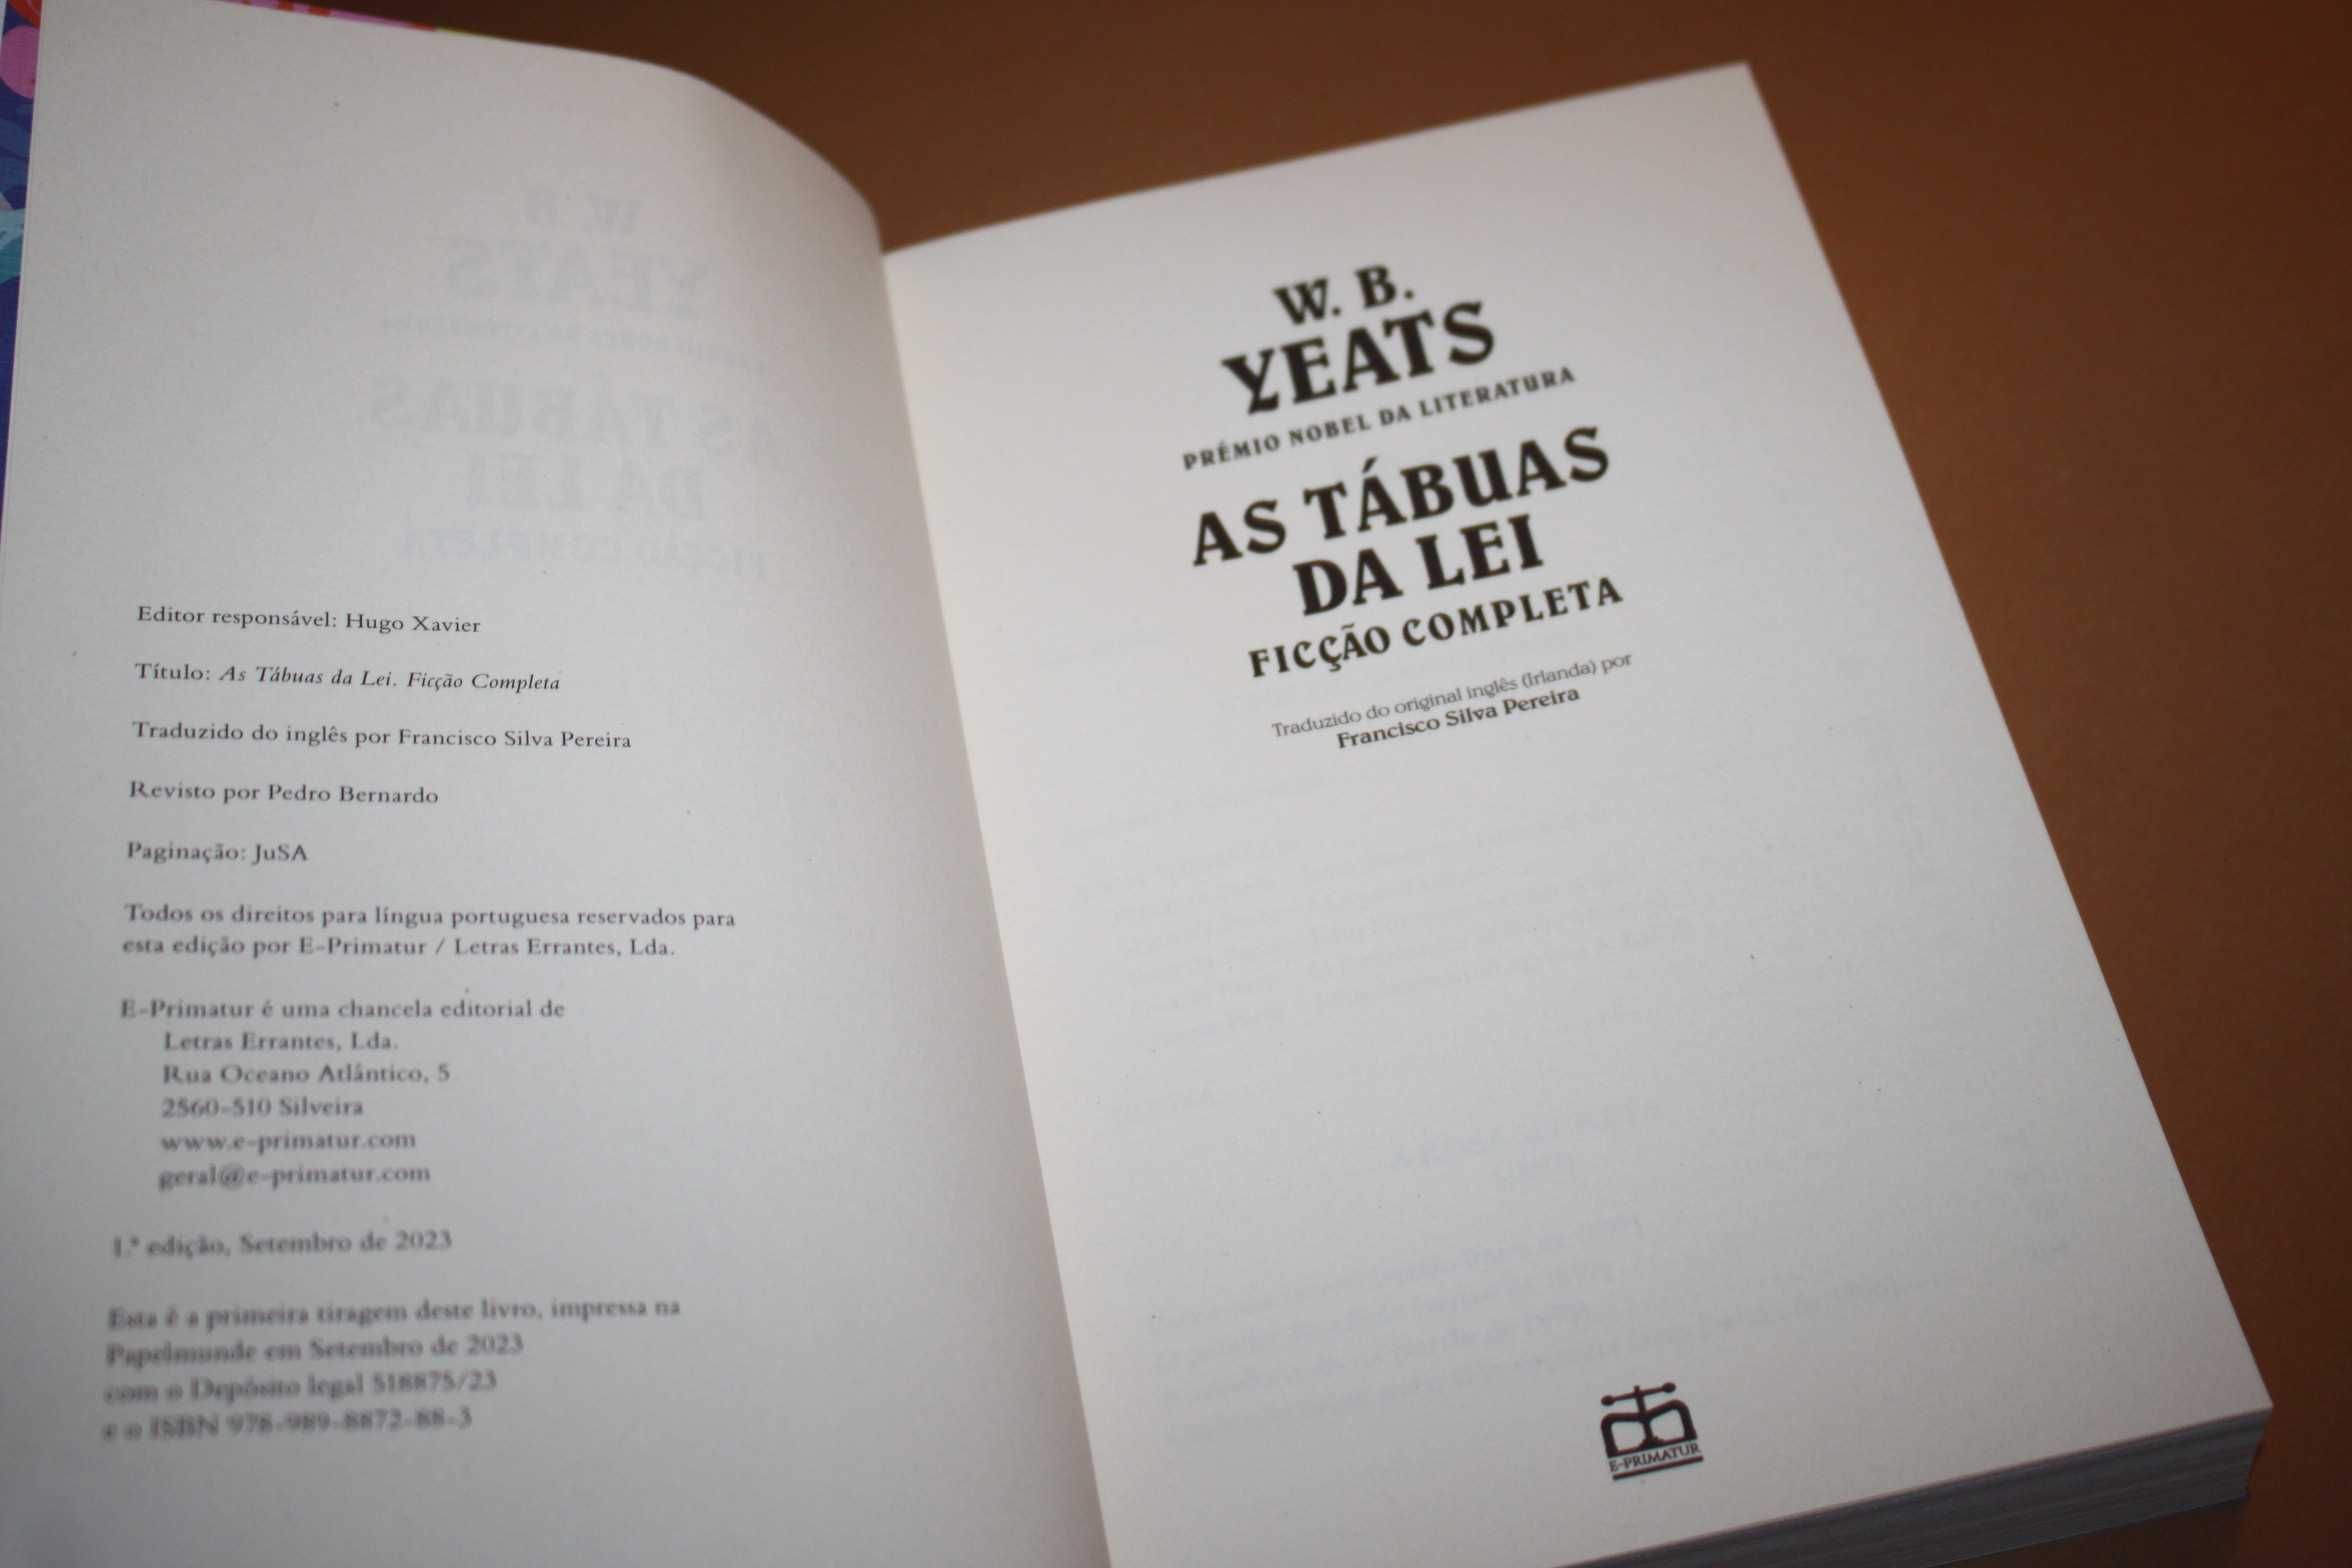 Editor responsável: Hugo Xavier
Título: As Tábuas da Lei. Ficção Completa
Traduzido do inglês por Francisco Silva Pereira
Revisto por Pedro Bernardo
Paginação: JuSA
Todos os direitos para língua portuguesa reservados para
esta edição por E-Primatur / Letras Errantes, Lda.
E-Primatur é uma chancela editorial de
Letras Errantes, Lda.
Rua Oceano Atlântico, 5
2560-510 Silveira
www.e-primatur.com
geral@e-primatur.com
1.ª edição, Setembro de 2023
Esta é a primeira tiragem deste livro, impressa na
Papelmunde em Setembro de 2023
com o Depósito legal 518875/23
e o ISBN 978-989-8872-88-3
W. B.
YEATS
PRÉMIO NOBEL DA LITERATURA
AS TÁBUAS
DA LEI
FICÇÃO COMPLETA
Traduzido do original inglês (Irlanda) por
Francisco Silva Pereira
E-PRIMATUR